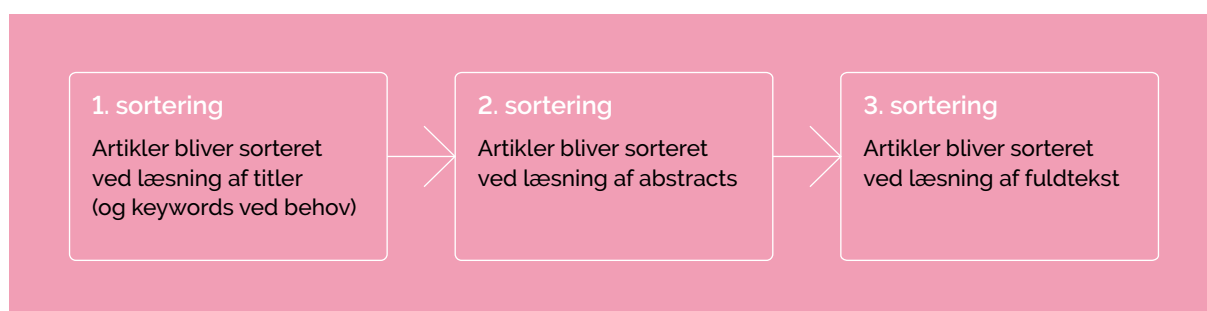 1. sortering
Artikler bliver sorteret
ved læsning af titler
(og keywords ved behov)
2. sortering
Artikler bliver sorteret
ved læsning af abstracts
3. sortering
Artikler bliver sorteret
ved læsning af fuldtekst